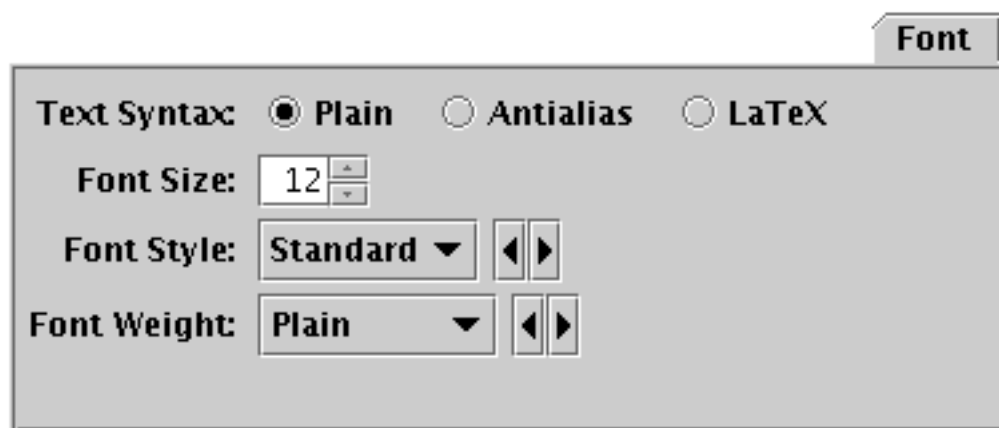 Font
Text Syntax: Plain Antialias LaTeX
Font Size: 12
Font Style: Standard
Font Weight: Plain